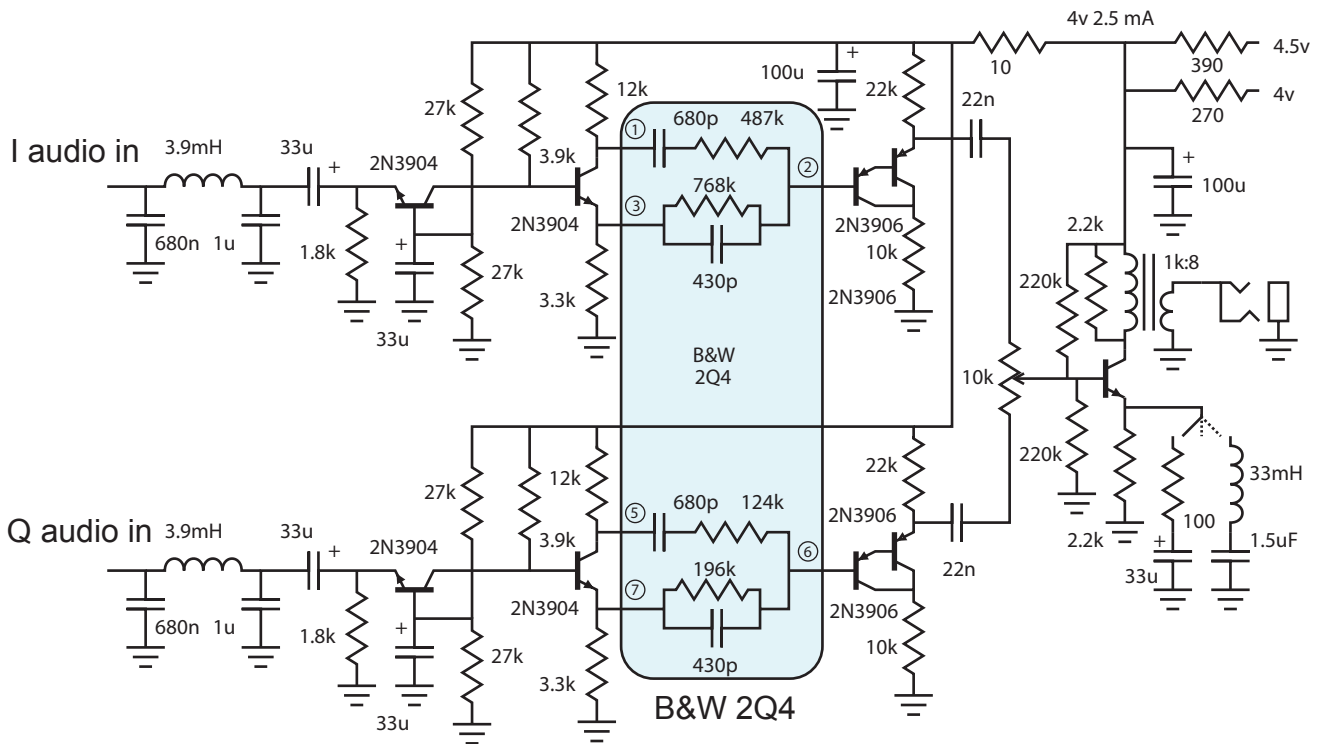 4v 2.5 mA
4.5v
10
390
4v
270
100u
22k
22n
12k
27k
3.9k
680p
487k
①
②
768k
③
430p
I audio in
3.9mH
33u
+
2N3904
680n
1u
1.8k
+
33u
27k
2N3904
3.3k
+
2N3906
10k
2N3906
+
100u
2.2k
1k:8
220k
B&W
2Q4
10k
220k
33mH
100
2.2k
+
33u
1.5uF
Q audio in
3.9mH
33u
+
2N3904
27k
12k
3.9k
680p
124k
⑤
⑥
196k
⑦
430p
680n
1u
1.8k
+
33u
27k
2N3904
3.3k
22k
2N3906
22n
2N3906
10k
B&W 2Q4